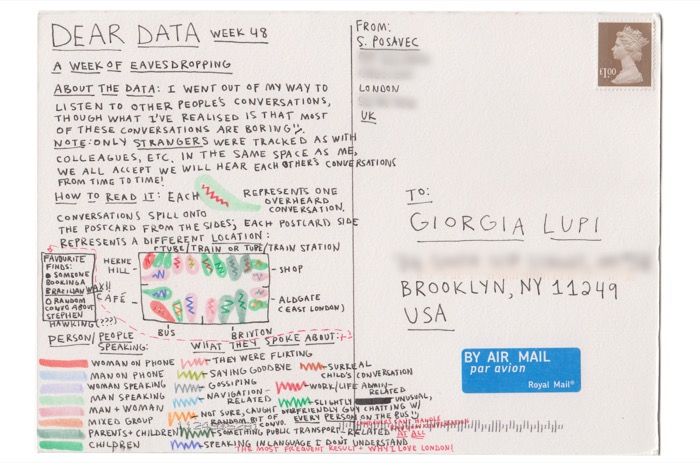 DEAR DATA WEEK 48
A WEEK OF EAVESDROPPING
ABOUT THE DATA: I WENT OUT OF MY WAY TO
LISTEN TO OTHER PEOPLE'S CONVERSATIONS,
THOUGH WHAT I'VE REALISED IS THAT MOST
OF THESE CONVERSATIONS ARE BORING!
NOTE: ONLY STRANGERS WERE TRACKED AS WITH
COLLEAGUES, ETC. IN THE SAME SPACE AS ME,
WE ALL ACCEPT WE WILL HEAR EACH OTHER'S CONVERSATIONS
FROM TIME TO TIME!
HOW TO READ IT: EACH REPRESENTS ONE
OVERHEARD
CONVERSATION.
CONVERSATIONS SPILL ONTO
THE POSTCARD FROM THE SIDES; EACH POSTCARD SIDE
REPRESENTS A DIFFERENT LOCATION:
TUBE/TRAIN OR TUBE/TRAIN STATION
HERNE
HILL
SHOP
CAFÉ
ALDGATE
(EAST LONDON)
BUS
BRIXTON
FAVOURITE
FINDS:
SOMEONE
BOOKING A
BRAZILIAN WAX!!
RANDOM
CONVO ABOUT
STEPHEN
HAWKING (???)
PERSON/PEOPLE
SPEAKING:
WOMAN ON PHONE
MAN ON PHONE
WOMAN SPEAKING
MAN SPEAKING
MAN + WOMAN
MIXED GROUP
PARENTS + CHILDREN
CHILDREN
WHAT THEY SPOKE ABOUT:
THEY WERE FLIRTING
SAYING GOODBYE
GOSSIPING
NAVIGATION-
RELATED
NOT SURE, CAUGHT
RANDOM BIT OF
CONVO.
SOMETHING PUBLIC TRANSPORT-RELATED
SPEAKING IN LANGUAGE I DON'T UNDERSTAND
THE MOST FREQUENT RESULT + WHY I LOVE LONDON!
SURREAL
CHILD'S CONVERSATION
WORK/LIFE ADMIN-
RELATED
SLIGHTLY UNUSUAL,
FRIENDLY GUY CHATTING W/
EVERY PERSON ON THE BUS
AT ALL
FROM:
S. POSAVEC
LONDON
UK
£1.00
TO:
GIORGIA LUPI
BROOKLYN, NY 11249
USA
BY AIR MAIL
par avion
Royal Mail®